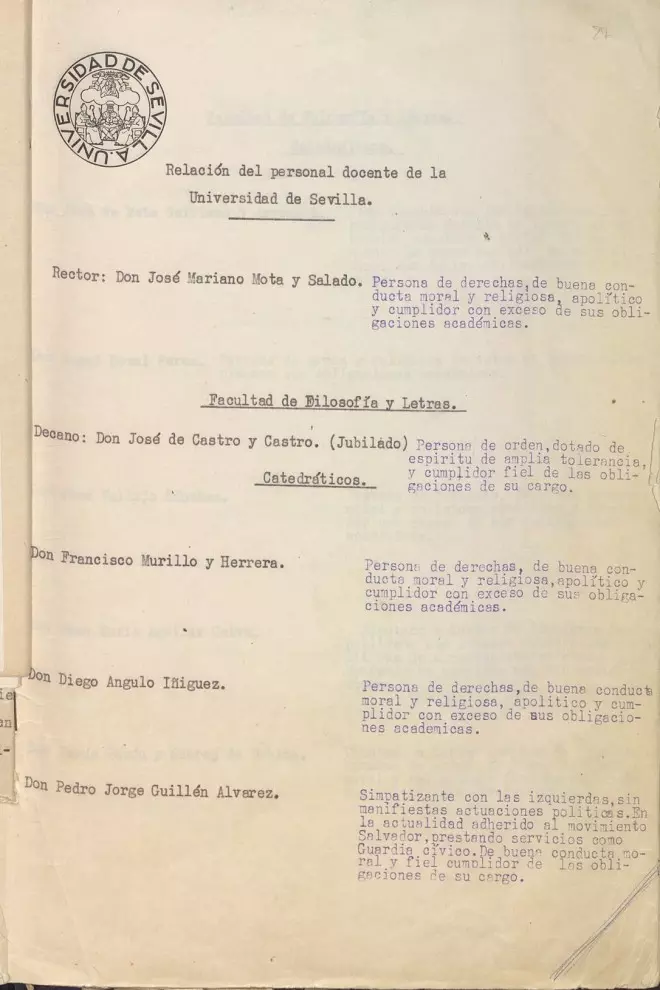 24
UNIVERSIDAD DE SEVILLA.
Relación del personal docente de la
Universidad de Sevilla.
Rector: Don José Mariano Mota y Salado.
Persona de derechas,de buena con-
ducta moral y religiosa, apolítico
y cumplidor con exceso de sus obli-
gaciones académicas.
Facultad de Filosofía y Letras.
Decano: Don José de Castro y Castro. (Jubilado)
Persona de orden,dotado de
espiritu de amplia tolerancia,
y cumplidor fiel de las obli-
gaciones de su cargo.
Catedráticos.
Don Francisco Murillo y Herrera.
Persona de derechas, de buena con-
ducta moral y religiosa,apolítico y
cumplidor con exceso de sus obliga-
ciones académicas.
Don Diego Angulo Iñiguez.
Persona de derechas,de buena conducta
moral y religiosa, apolitico y cum-
plidor con exceso de sus obligacio-
nes academicas.
Don Pedro Jorge Guillén Alvarez.
Simpatizante con las izquierdas,sin
manifiestas actuaciones politicas.En
la actualidad adherido al movimiento
Salvador,prestando servicios como
Guardia cívico.De buena conducta mo-
ral y fiel cumplidor de las obli-
gaciones de su cargo.